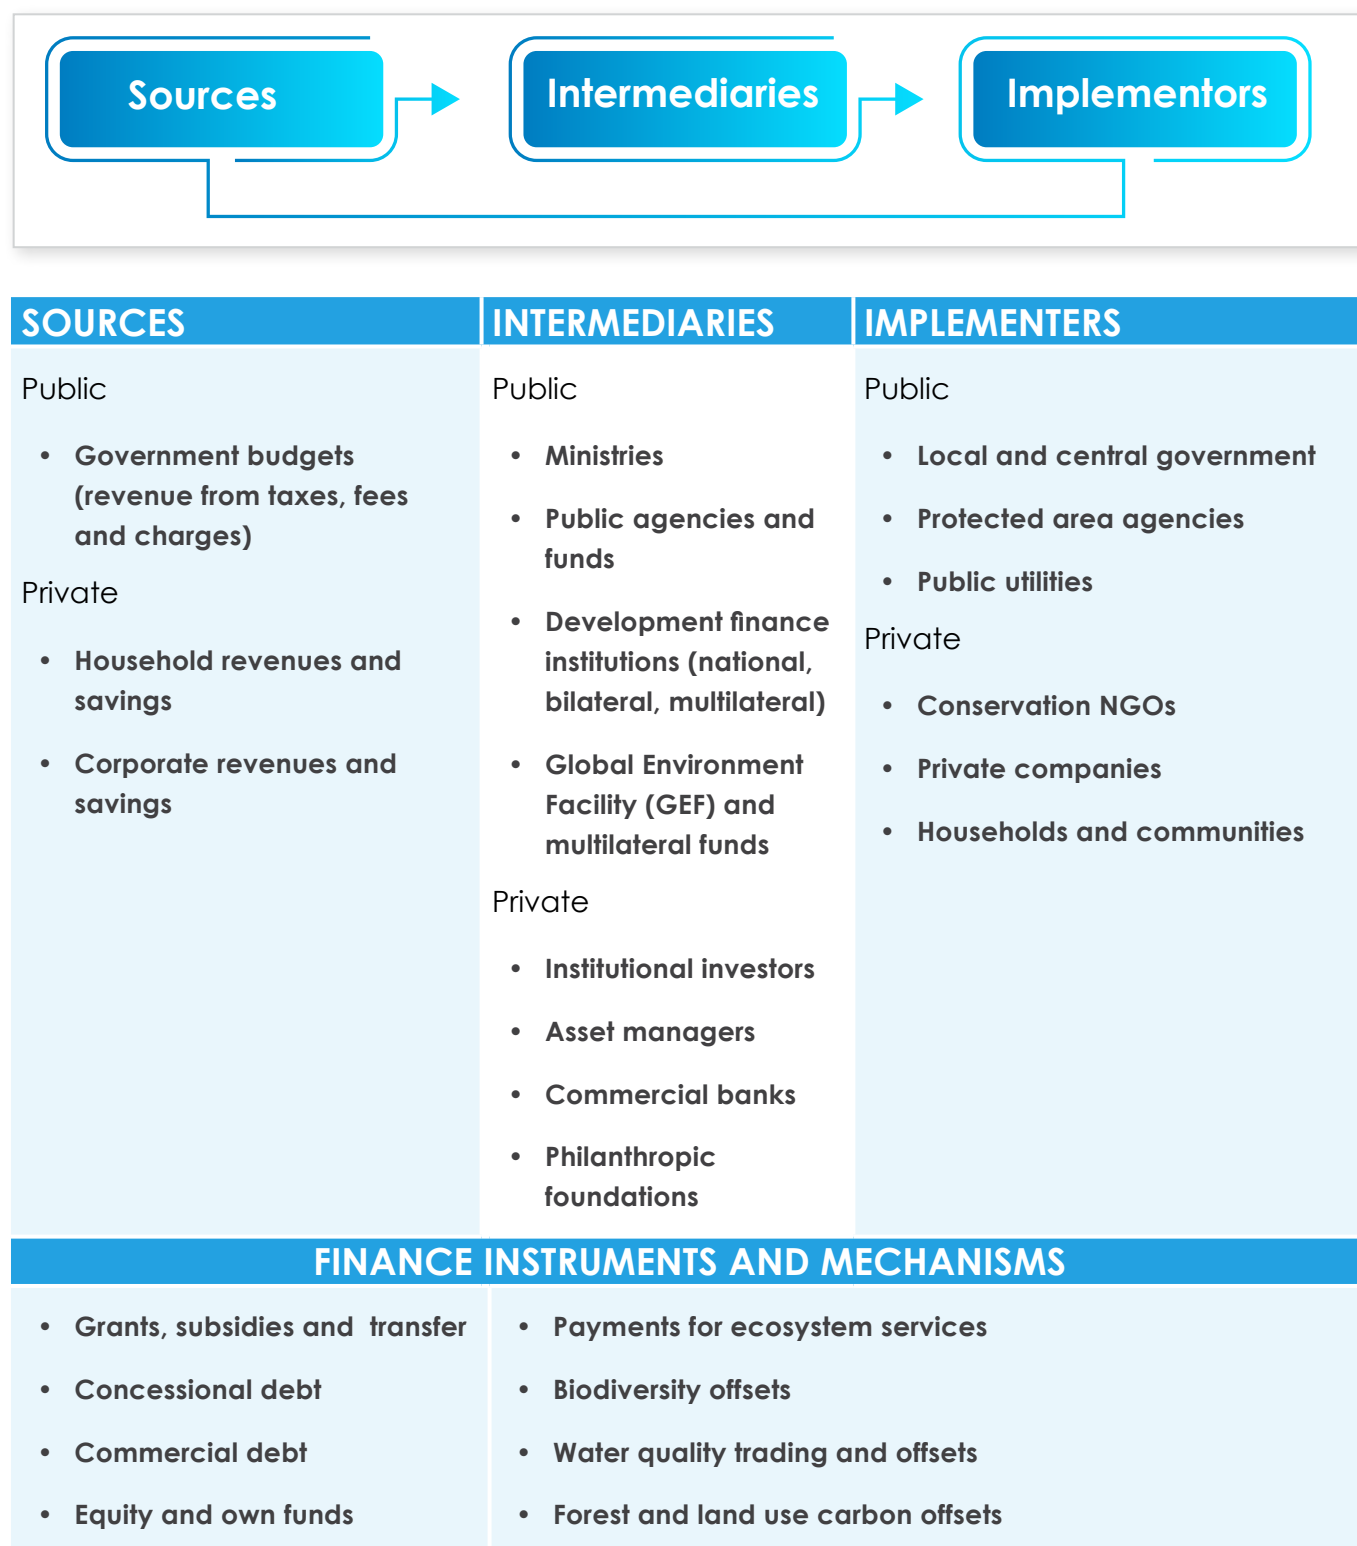 Sources
Intermediaries
Implementors
SOURCES
Public
• Government budgets
(revenue from taxes, fees
and charges)
Private
• Household revenues and
savings
• Corporate revenues and
savings
INTERMEDIARIES
Public
• Ministries
• Public agencies and
funds
• Development finance
institutions (national,
bilateral, multilateral)
• Global Environment
Facility (GEF) and
multilateral funds
Private
• Institutional investors
• Asset managers
• Commercial banks
• Philanthropic
foundations
IMPLEMENTERS
Public
• Local and central government
• Protected area agencies
• Public utilities
Private
• Conservation NGOs
• Private companies
• Households and communities
FINANCE INSTRUMENTS AND MECHANISMS
• Grants, subsidies and transfer
• Concessional debt
• Commercial debt
• Equity and own funds
• Payments for ecosystem services
• Biodiversity offsets
• Water quality trading and offsets
• Forest and land use carbon offsets